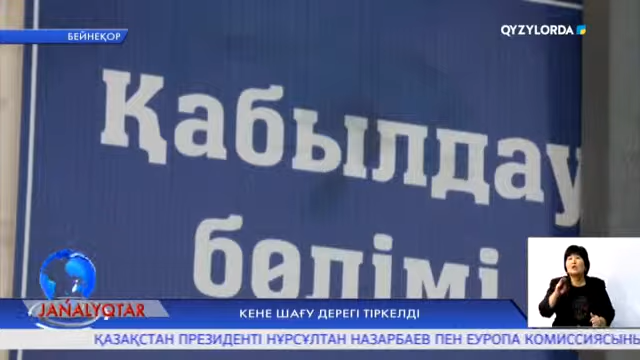 БЕЙНЕҚОР
QYZYLORDA
Қабылдау
бөлімі
КЕНЕ ШАҒУ ДЕРЕГІ ТІРКЕЛДІ
JAŃALYQTAR
ҚАЗАҚСТАН ПРЕЗИДЕНТІ НҰРСҰЛТАН НАЗАРБАЕВ ПЕН ЕУРОПА КОМИССИЯСЫНЫ